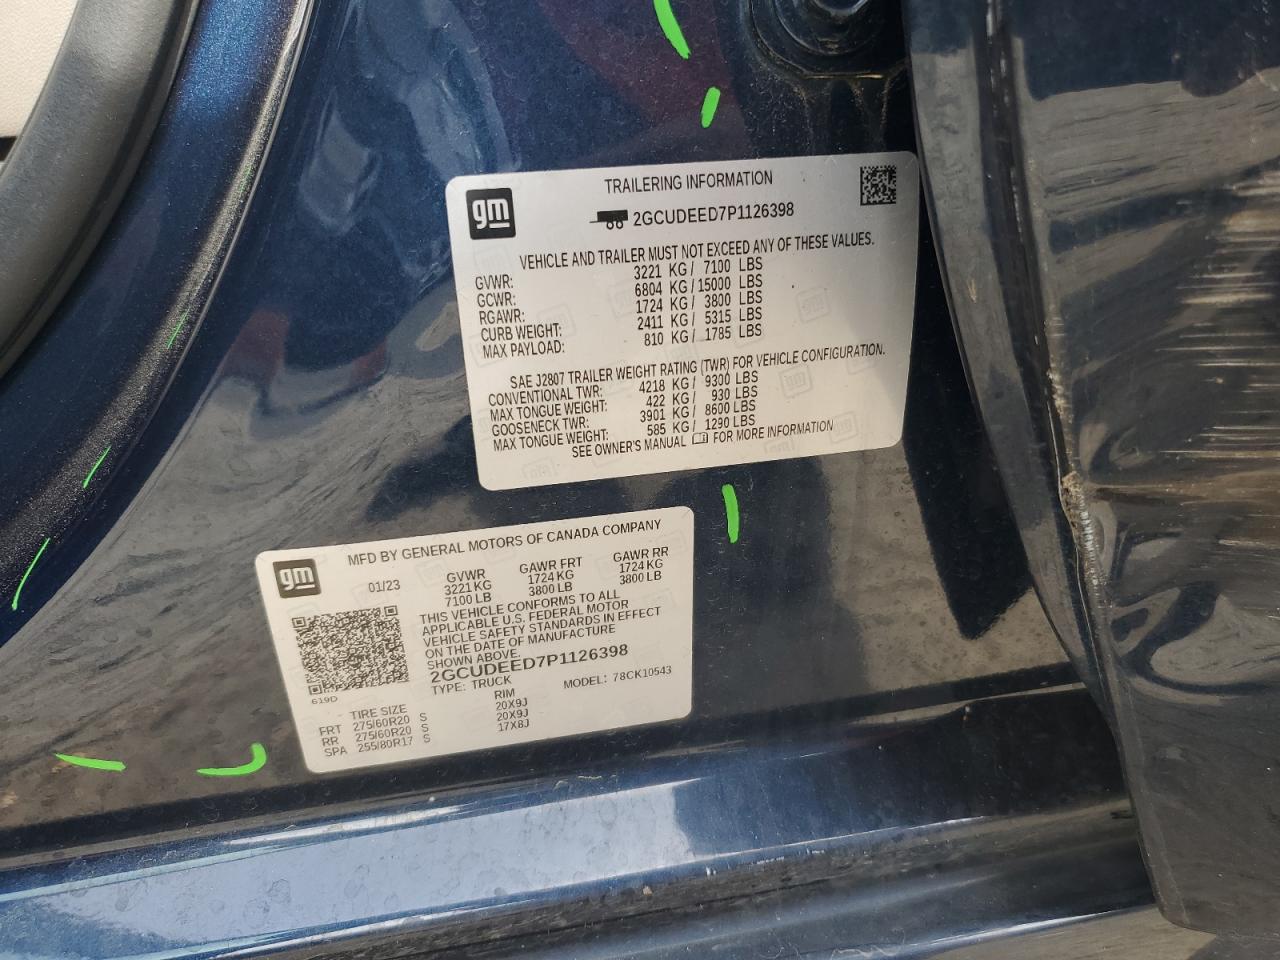 gm
TRAILERING INFORMATION
2GCUDEED7P1126398
VEHICLE AND TRAILER MUST NOT EXCEED ANY OF THESE VALUES.
GVWR: 3221 KG / 7100 LBS
GCWR: 6804 KG / 15000 LBS
RGAWR: 1724 KG / 3800 LBS
CURB WEIGHT: 2411 KG / 5315 LBS
MAX PAYLOAD: 810 KG / 1785 LBS
SAE J2807 TRAILER WEIGHT RATING (TWR) FOR VEHICLE CONFIGURATION.
CONVENTIONAL TWR: 4218 KG / 9300 LBS
MAX TONGUE WEIGHT: 422 KG / 930 LBS
GOOSENECK TWR: 3901 KG / 8600 LBS
MAX TONGUE WEIGHT: 585 KG / 1290 LBS
SEE OWNER'S MANUAL FOR MORE INFORMATION
gm
MFD BY GENERAL MOTORS OF CANADA COMPANY
01/23 GVWR GAWR FRT GAWR RR
3221 KG 1724 KG 1724 KG
7100 LB 3800 LB 3800 LB
THIS VEHICLE CONFORMS TO ALL
APPLICABLE U.S. FEDERAL MOTOR
VEHICLE SAFETY STANDARDS IN EFFECT
ON THE DATE OF MANUFACTURE
SHOWN ABOVE.
2GCUDEED7P1126398
619D TYPE: TRUCK MODEL: 78CK10543
TIRE SIZE RIM
FRT 275/60R20 S 20X9J
RR 275/60R20 S 20X9J
SPA 255/80R17 S 17X8J